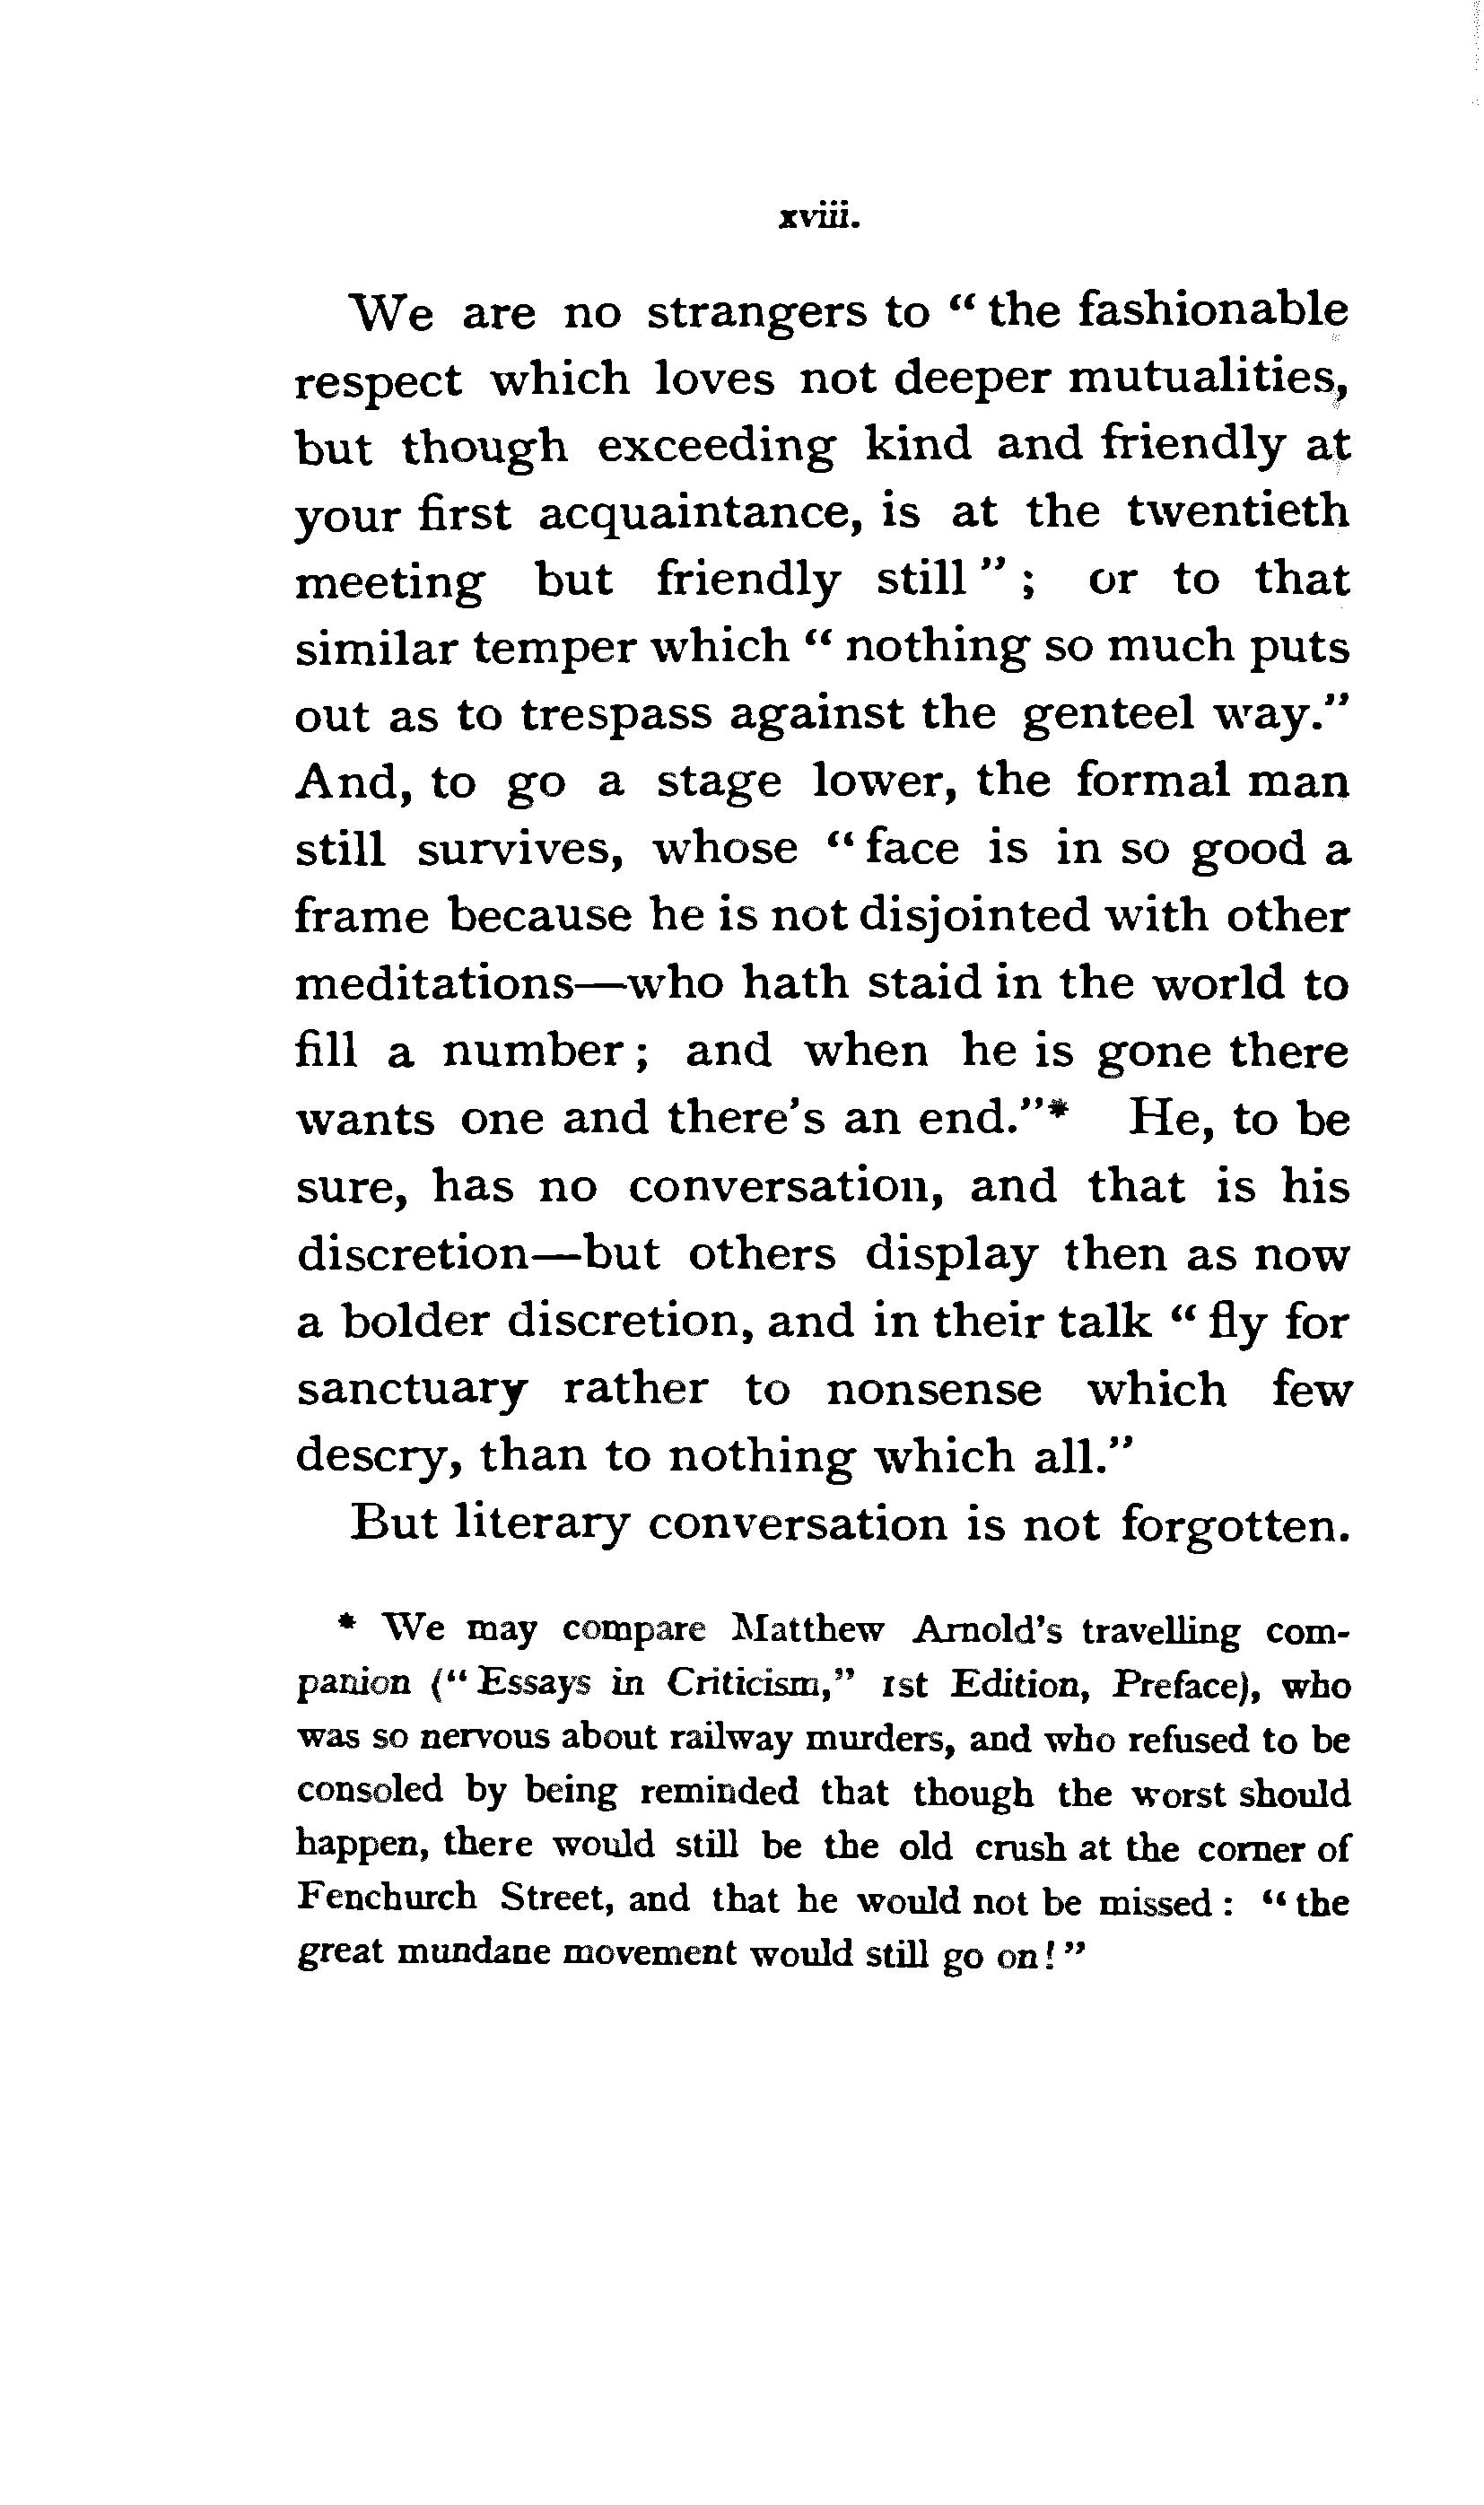 xviii.
We are no strangers to “ the fashionable
respect which loves not deeper mutualities,
but though exceeding kind and friendly at
your first acquaintance, is at the twentieth
meeting but friendly still ” ; or to that
similar temper which “ nothing so much puts
out as to trespass against the genteel way.”
And, to go a stage lower, the formal man
still survives, whose “ face is in so good a
frame because he is not disjointed with other
meditations—who hath staid in the world to
fill a number ; and when he is gone there
wants one and there’s an end.”* He, to be
sure, has no conversation, and that is his
discretion—but others display then as now
a bolder discretion, and in their talk “ fly for
sanctuary rather to nonsense which few
descry, than to nothing which all.”
But literary conversation is not forgotten.
* We may compare Matthew Arnold’s travelling com-
panion (“ Essays in Criticism,” 1st Edition, Preface), who
was so nervous about railway murders, and who refused to be
consoled by being reminded that though the worst should
happen, there would still be the old crush at the corner of
Fenchurch Street, and that he would not be missed : “ the
great mundane movement would still go on ! ”